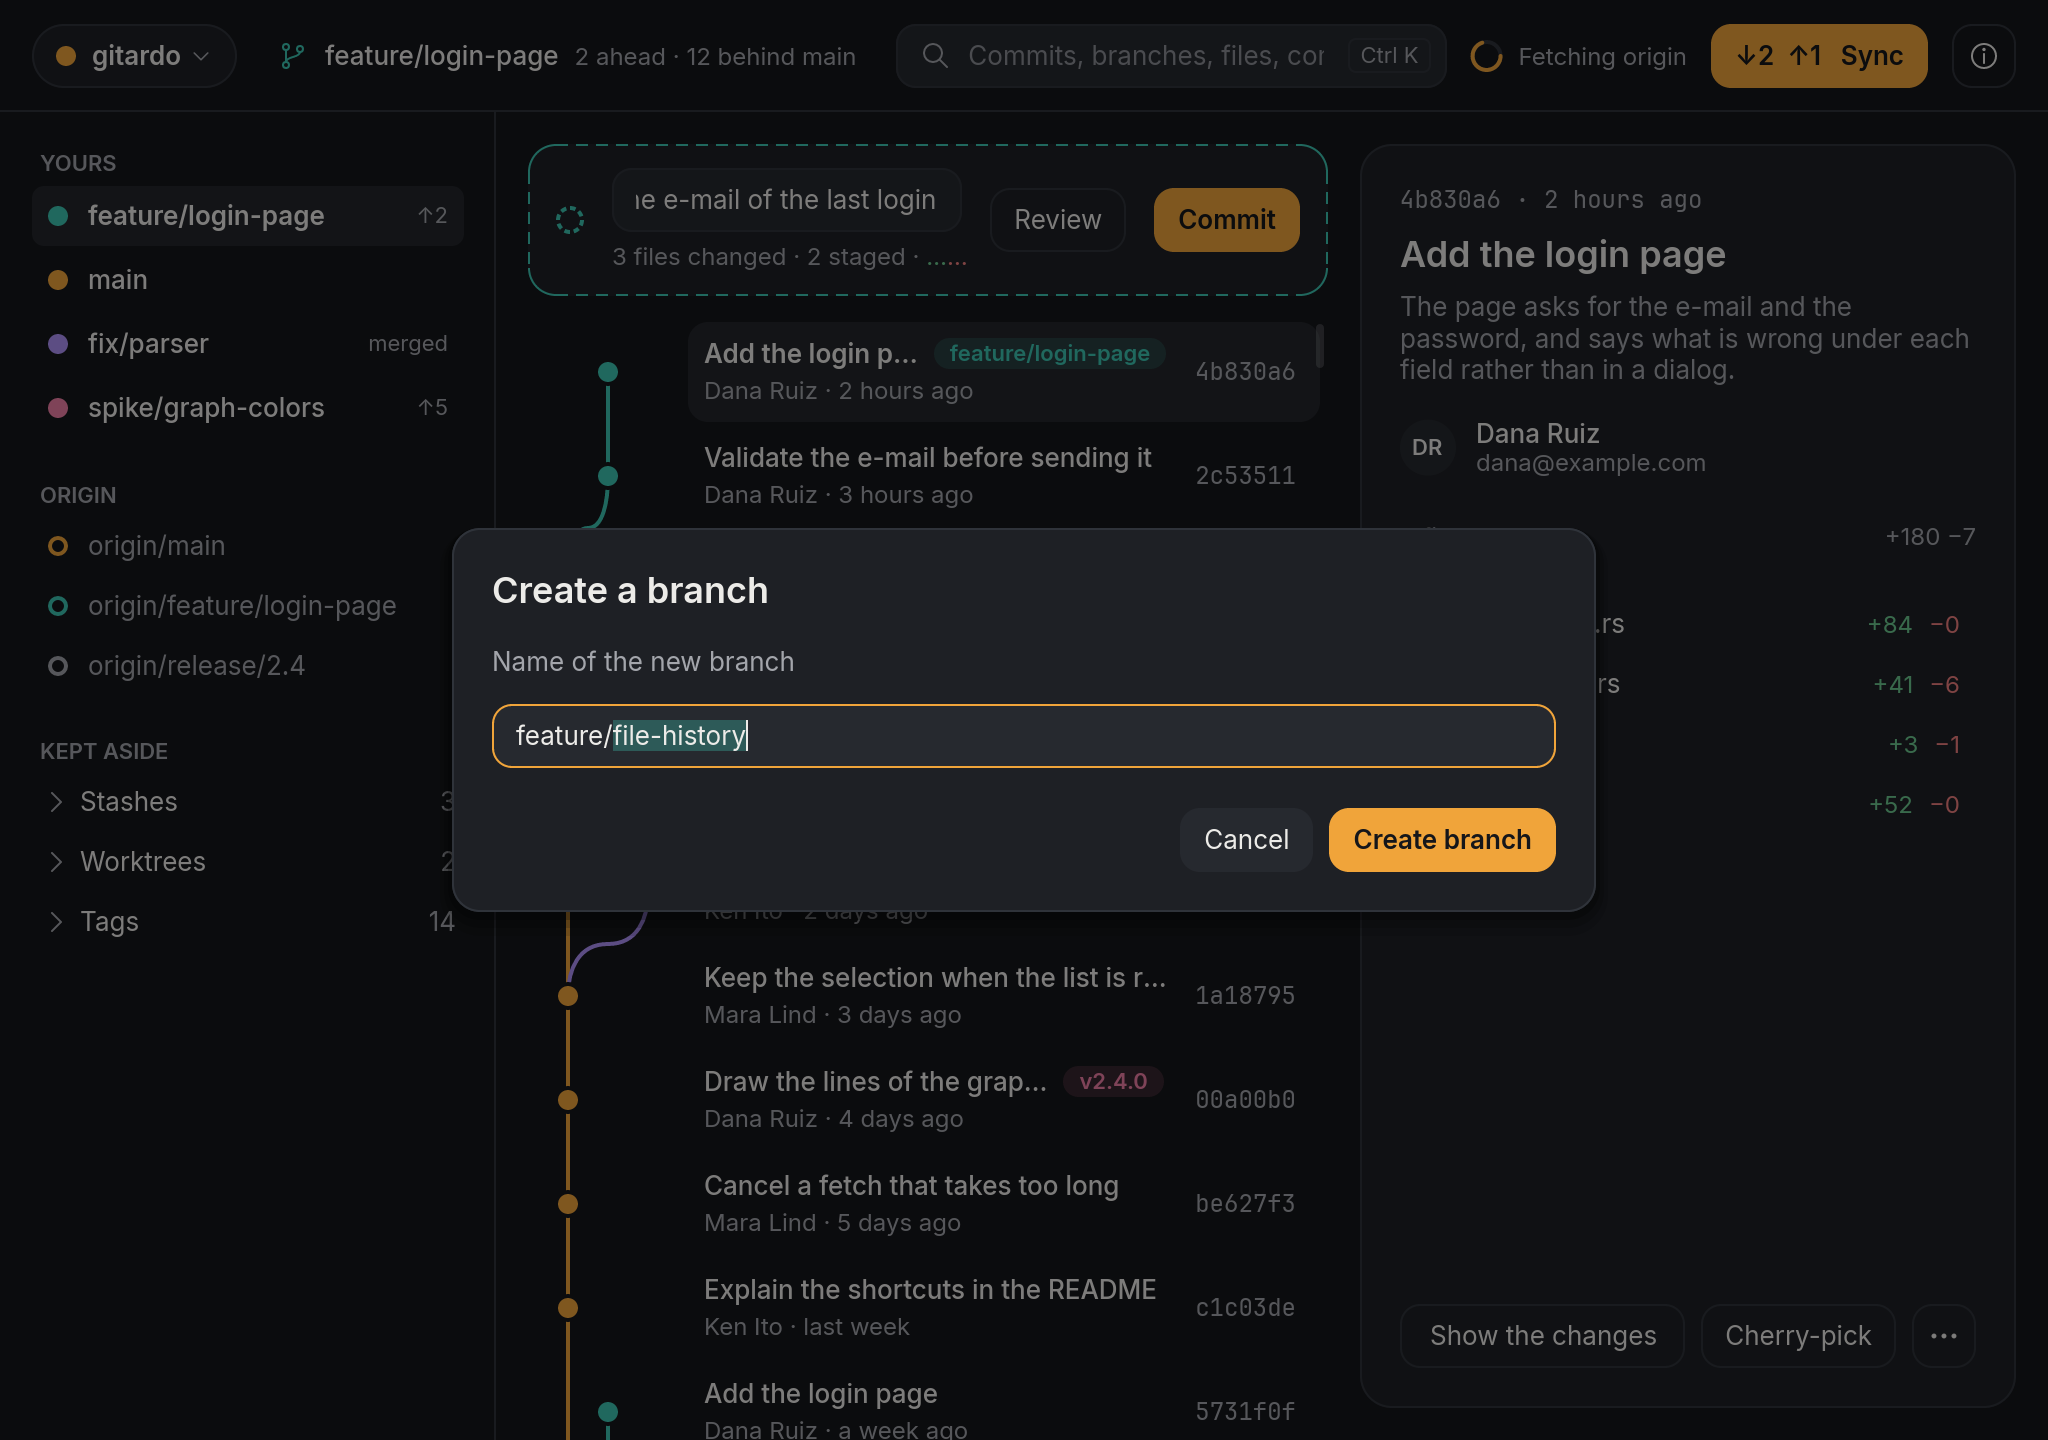 gitardo
feature/login-page 2 ahead · 12 behind main
Commits, branches, files, cor
Ctrl K
Fetching origin
↓2 ↑1 Sync
YOURS
feature/login-page ↑2
main
fix/parser merged
spike/graph-colors ↑5
ORIGIN
origin/main
origin/feature/login-page
origin/release/2.4
KEPT ASIDE
Stashes 3
Worktrees 2
Tags 14
e e-mail of the last login
3 files changed · 2 staged · ......
Review
Commit
Add the login p... feature/login-page 4b830a6
Dana Ruiz · 2 hours ago
Validate the e-mail before sending it 2c53511
Dana Ruiz · 3 hours ago
Create a branch
Name of the new branch
feature/file-history
Cancel
Create branch
Ken Ito · 2 days ago
Keep the selection when the list is r... 1a18795
Mara Lind · 3 days ago
Draw the lines of the grap... v2.4.0 00a00b0
Dana Ruiz · 4 days ago
Cancel a fetch that takes too long be627f3
Mara Lind · 5 days ago
Explain the shortcuts in the README c1c03de
Ken Ito · last week
Add the login page 5731f0f
Dana Ruiz · a week ago
4b830a6 · 2 hours ago
Add the login page
The page asks for the e-mail and the
password, and says what is wrong under each
field rather than in a dialog.
DR
Dana Ruiz
dana@example.com
+180 −7
.rs +84 −0
rs +41 −6
+3 −1
+52 −0
Show the changes
Cherry-pick
···